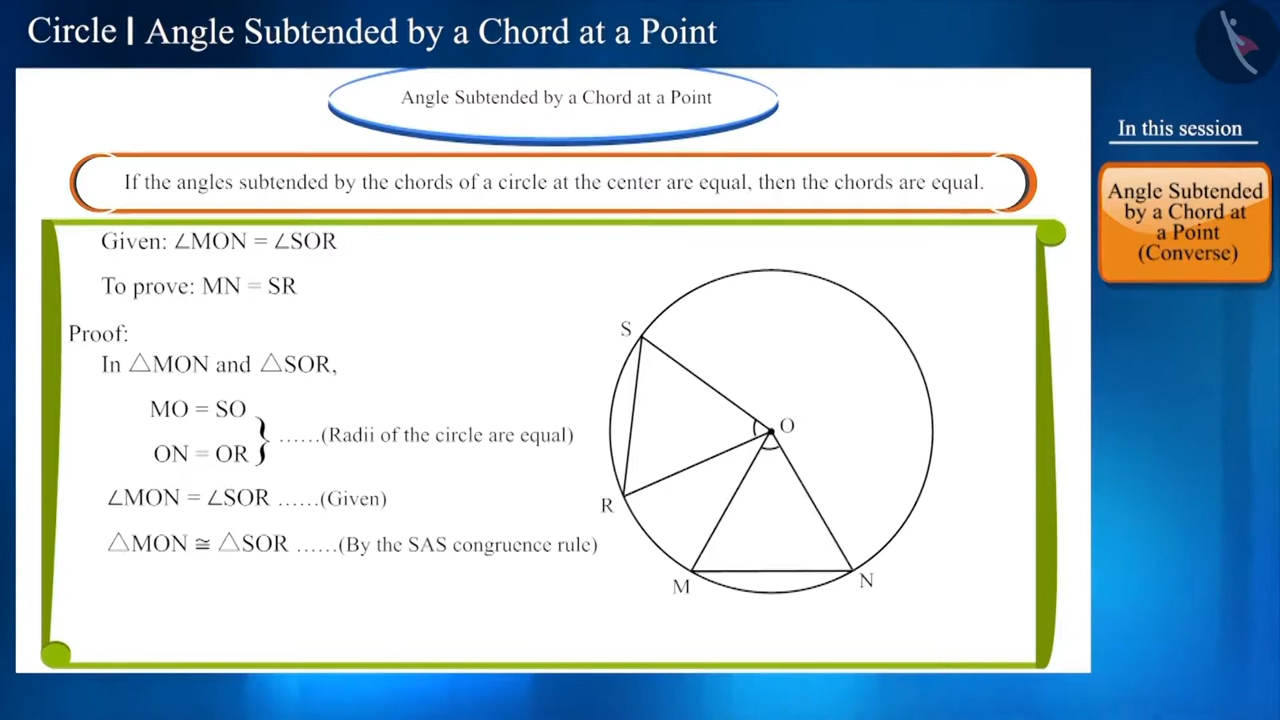 Circle | Angle Subtended by a Chord at a Point
Angle Subtended by a Chord at a Point
In this session
Angle Subtended
by a Chord at
a Point
(Converse)
If the angles subtended by the chords of a circle at the center are equal, then the chords are equal.
Given: ∠MON = ∠SOR
To prove: MN = SR
Proof:
In △MON and △SOR,
MO = SO
ON = OR
} ......(Radii of the circle are equal)
∠MON = ∠SOR ......(Given)
△MON ≅ △SOR ......(By the SAS congruence rule)
S
O
R
M
N